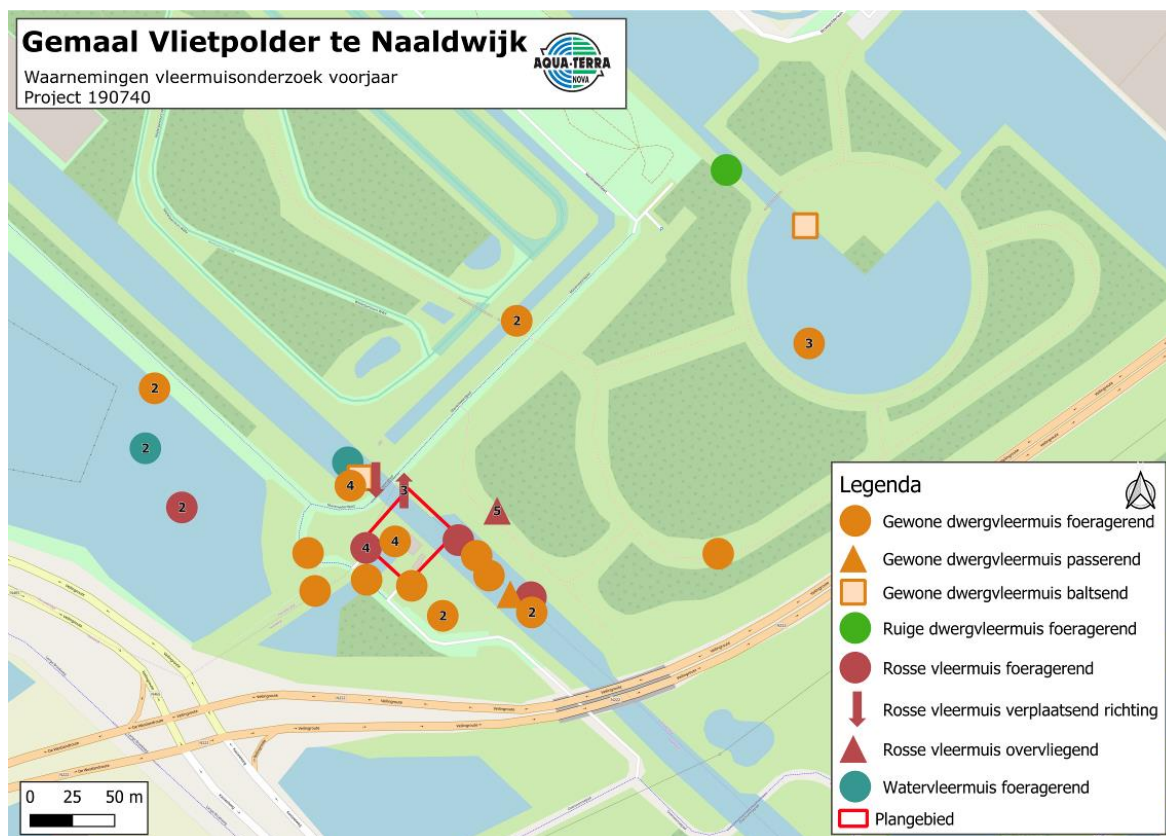 Gemaal Vlietpolder te Naaldwijk
Waarnemingen vleermuisonderzoek voorjaar
Project 190740
AQUA-TERRA
NOVA
2
3
2
2
2
4
3
5
4
4
2
2
Legenda
Gewone dwergvleermuis foeragerend
Gewone dwergvleermuis passerend
Gewone dwergvleermuis baltsend
Ruige dwergvleermuis foeragerend
Rosse vleermuis foeragerend
Rosse vleermuis verplaatsend richting
Rosse vleermuis overvliegend
Watervleermuis foeragerend
Plangebied
0 25 50 m